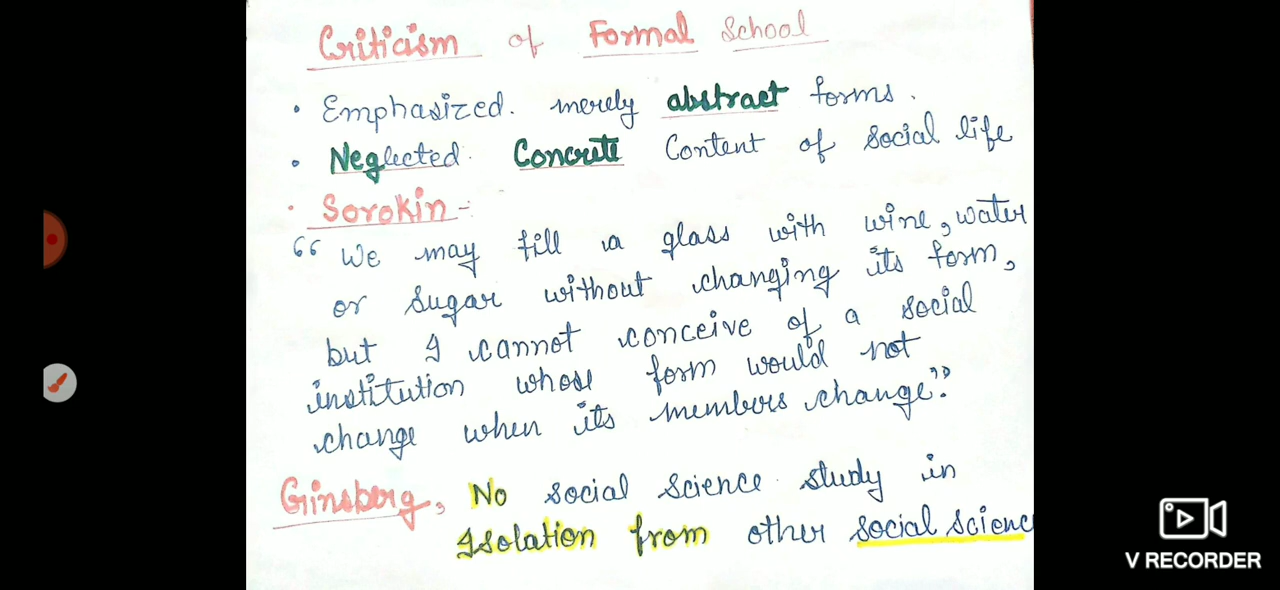 Criticism of Formal School
• Emphasized. merely abstract forms.
• Neglected. Concrete Content of social life
• Sorokin -
“We may fill a glass with wine, water
or sugar without changing its form,
but I cannot conceive of a social
institution whose form would not
change when its members change”.
Ginsberg, No social science study in
Isolation from other social scienc
V RECORDER